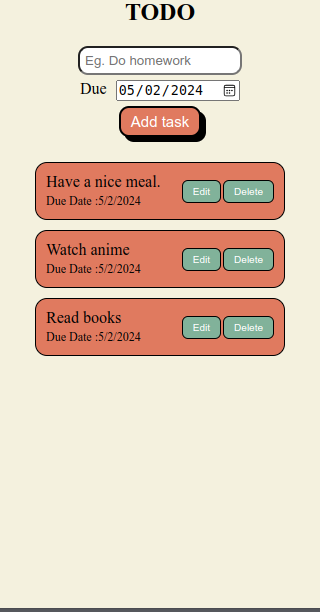 TODO
Eg. Do homework
Due 05/02/2024
Add task
Have a nice meal.
Due Date :5/2/2024
Edit Delete
Watch anime
Due Date :5/2/2024
Edit Delete
Read books
Due Date :5/2/2024
Edit Delete